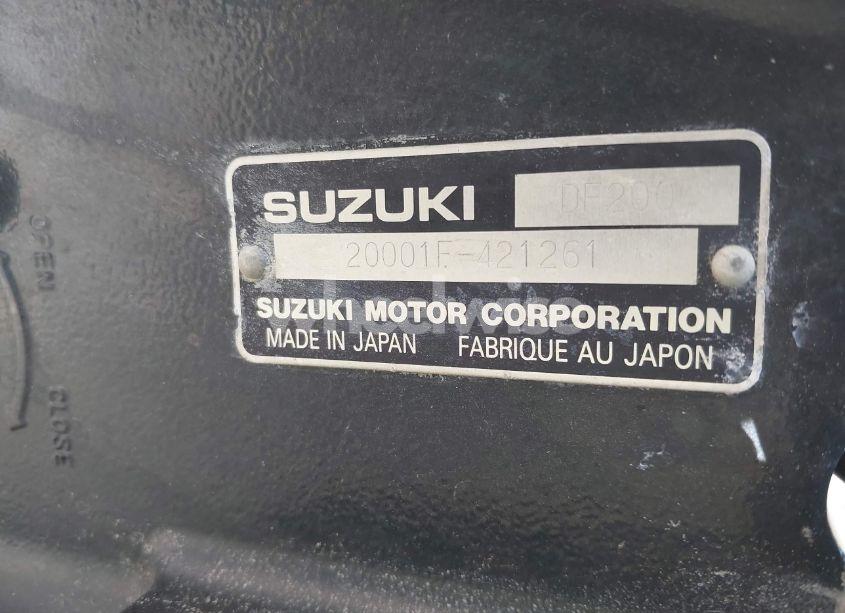 SUZUKI DF200
20001F-421261
SUZUKI MOTOR CORPORATION
MADE IN JAPAN FABRIQUE AU JAPON
OPEN
CLOSE